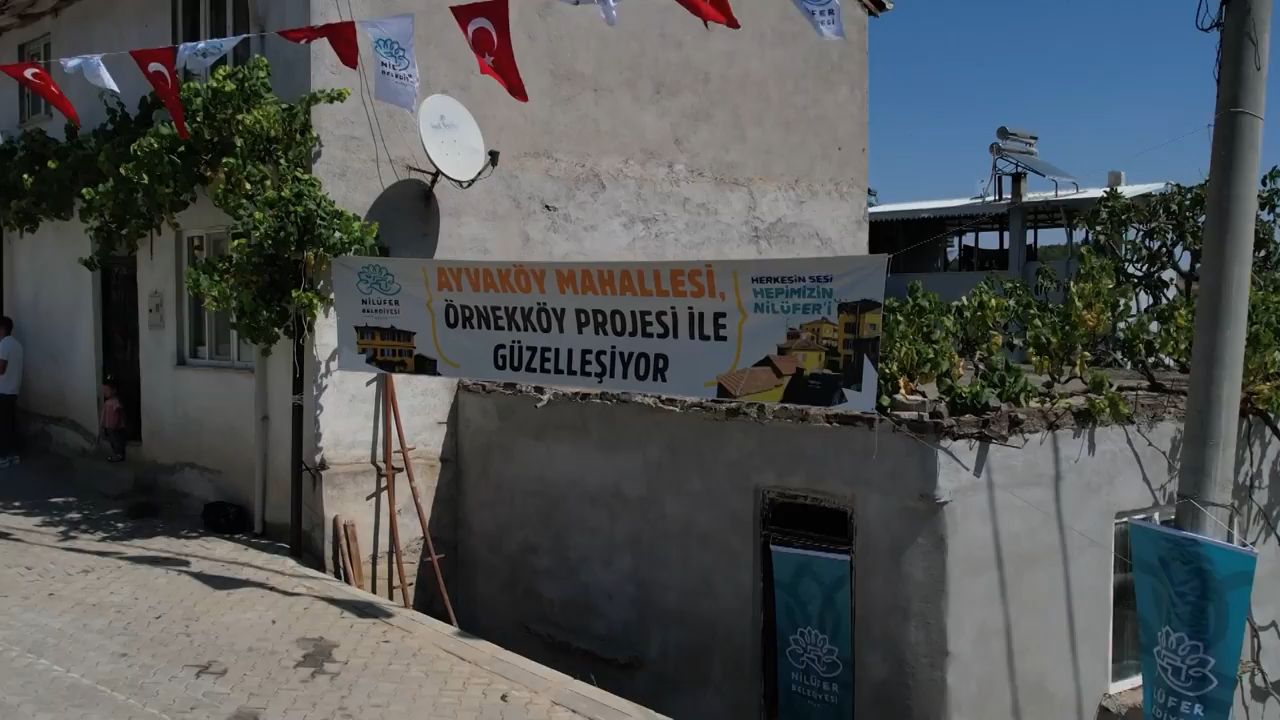 NİLÜFER
BELEDİYESİ
AYVAKÖY MAHALLESİ,
ÖRNEKKÖY PROJESİ İLE
GÜZELLEŞİYOR
HERKESİN SESİ
HEPİMİZİN
NİLÜFER'İ
NİLÜFER
BELEDİYESİ